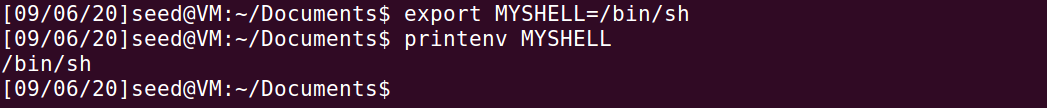 [09/06/20]seed@VM:~/Documents$ export MYSHELL=/bin/sh
[09/06/20]seed@VM:~/Documents$ printenv MYSHELL
/bin/sh
[09/06/20]seed@VM:~/Documents$